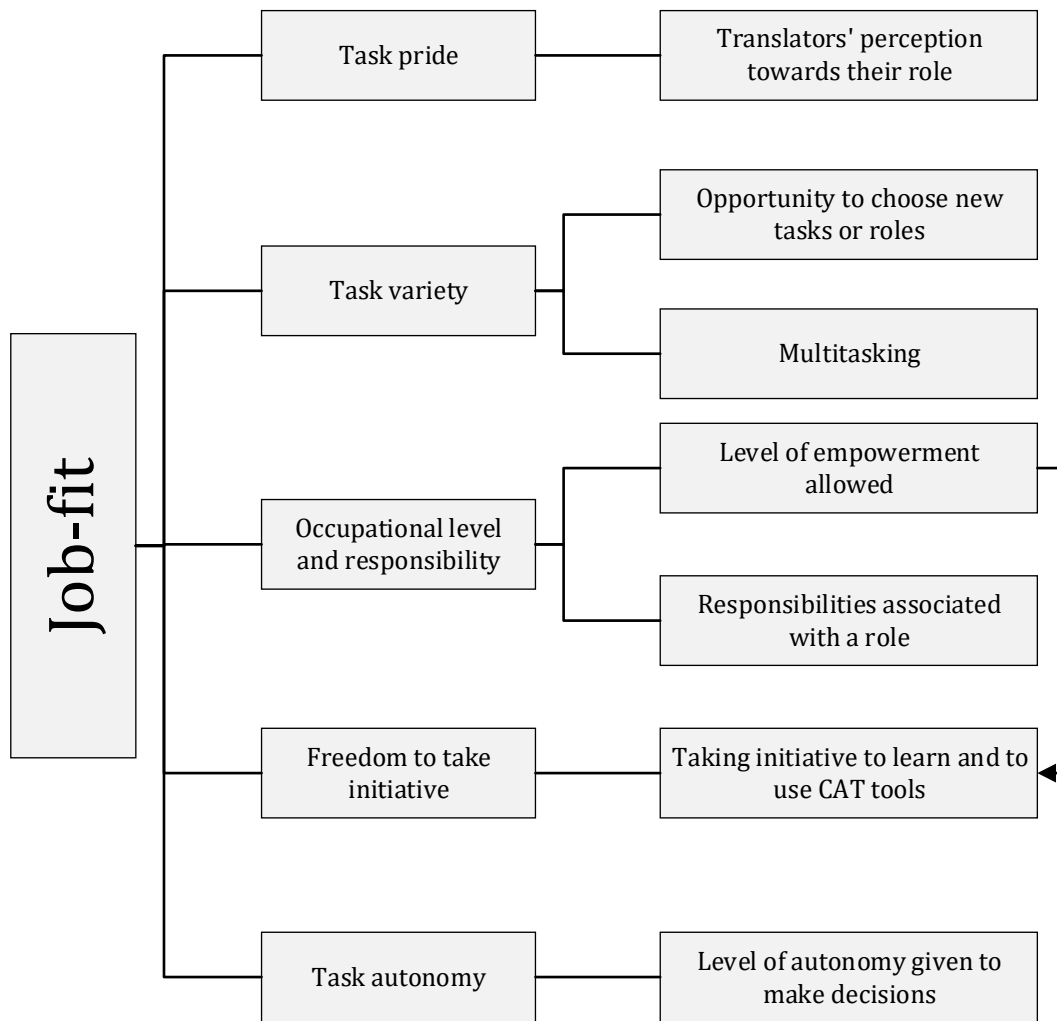 Job-fit
Task pride
Translators' perception
towards their role
Task variety
Opportunity to choose new
tasks or roles
Multitasking
Occupational level
and responsibility
Level of empowerment
allowed
Responsibilities associated
with a role
Freedom to take
initiative
Taking initiative to learn and to
use CAT tools
Task autonomy
Level of autonomy given to
make decisions